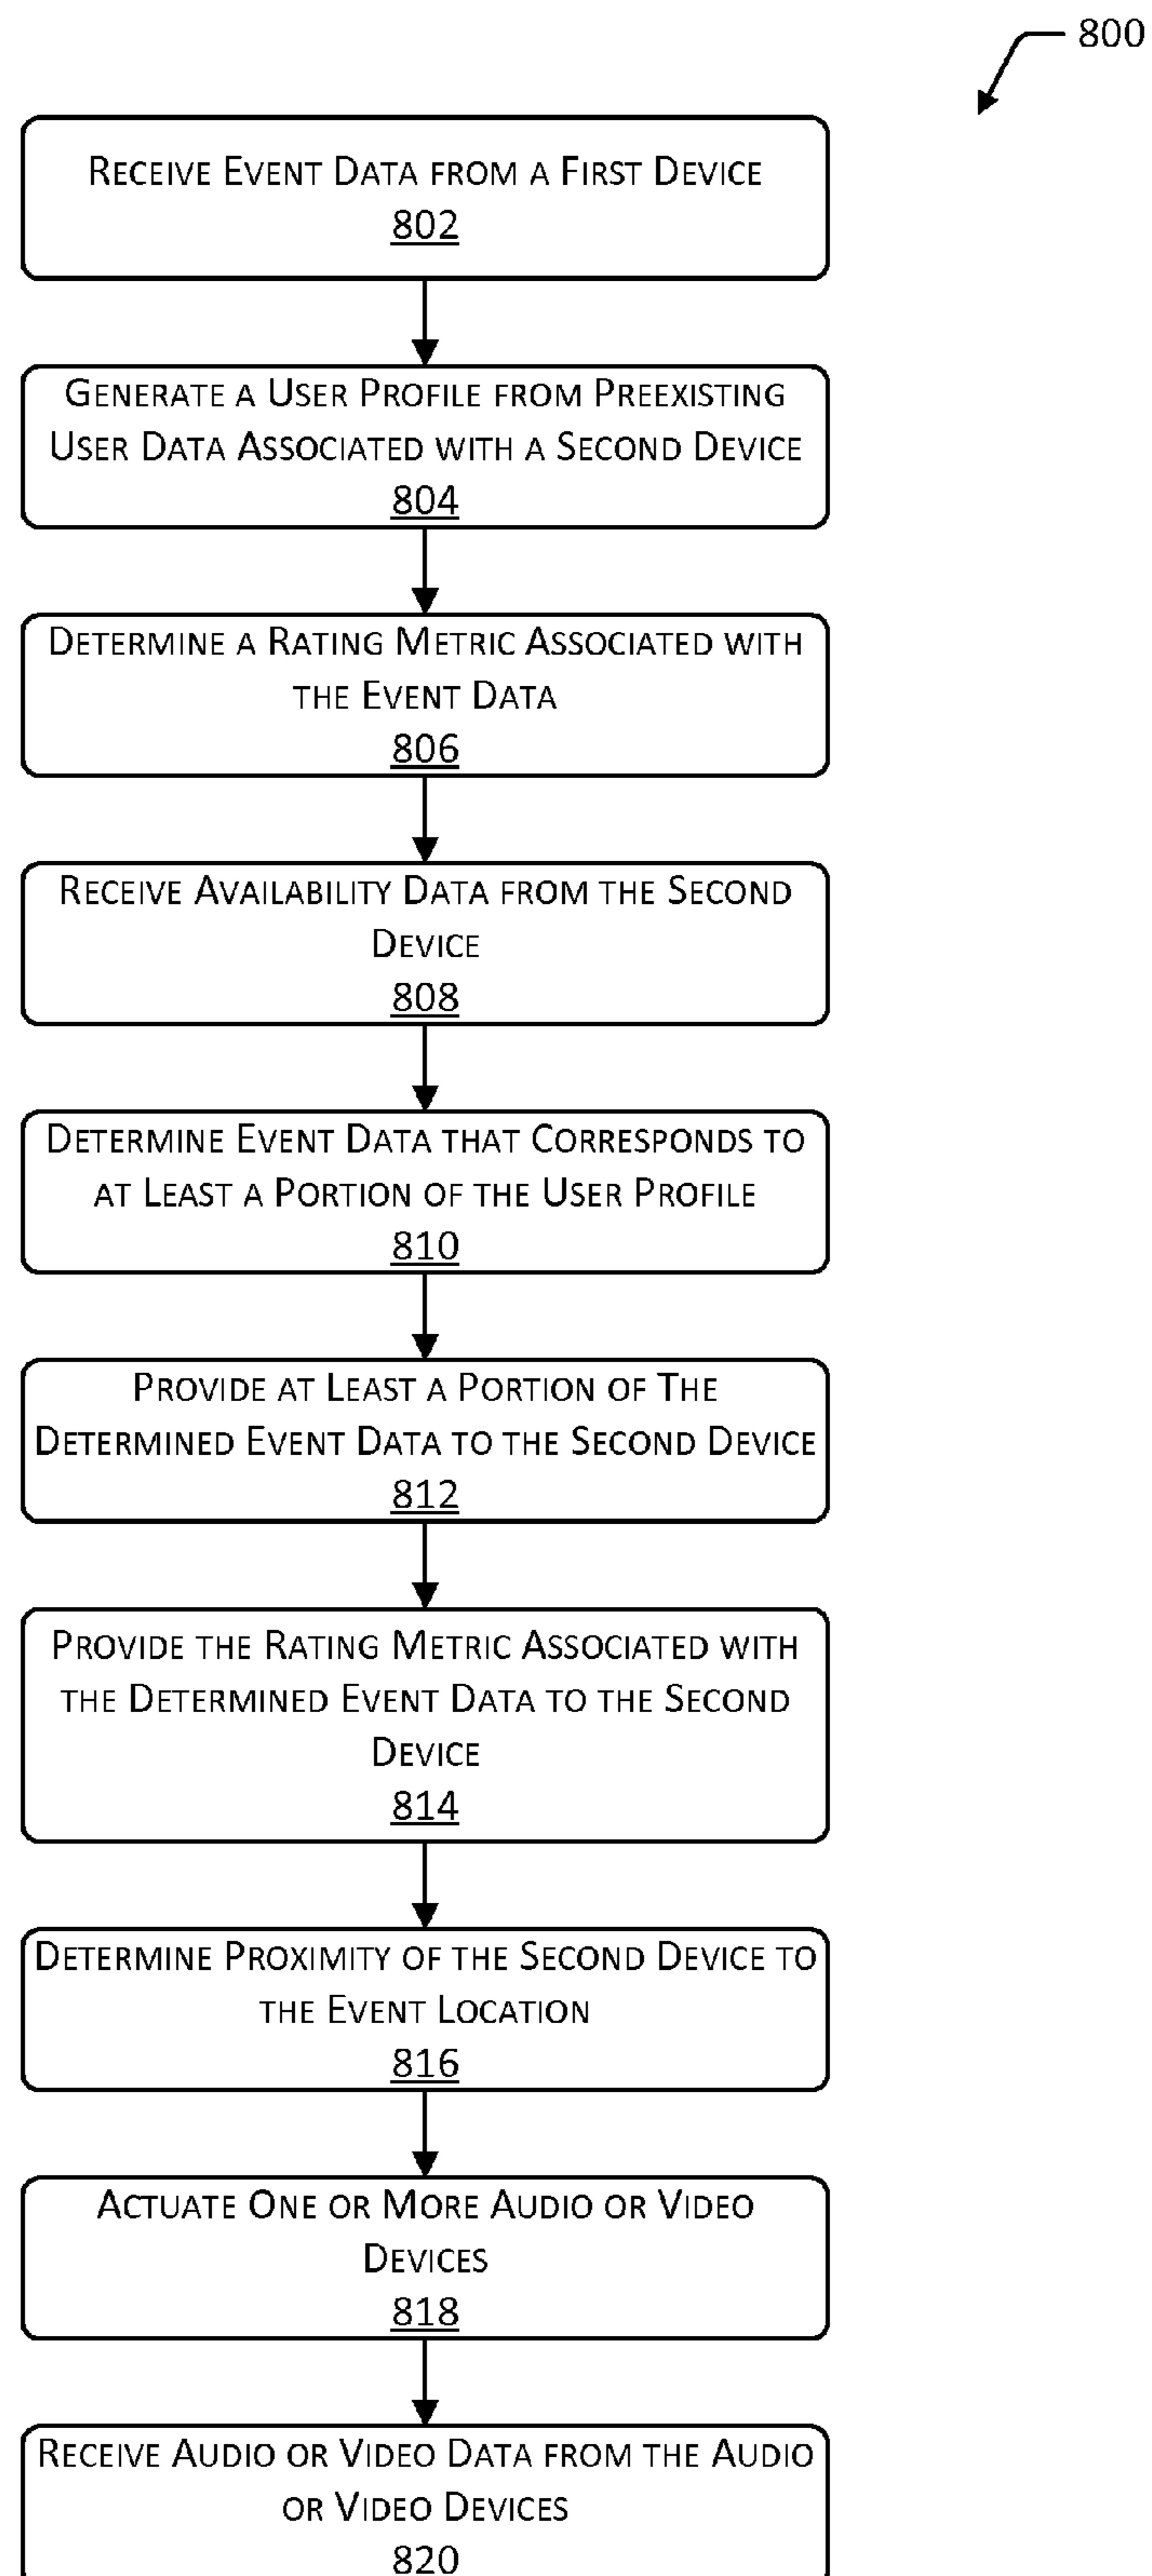 800
RECEIVE EVENT DATA FROM A FIRST DEVICE
802
GENERATE A USER PROFILE FROM PREEXISTING
USER DATA ASSOCIATED WITH A SECOND DEVICE
804
DETERMINE A RATING METRIC ASSOCIATED WITH
THE EVENT DATA
806
RECEIVE AVAILABILITY DATA FROM THE SECOND
DEVICE
808
DETERMINE EVENT DATA THAT CORRESPONDS TO
AT LEAST A PORTION OF THE USER PROFILE
810
PROVIDE AT LEAST A PORTION OF THE
DETERMINED EVENT DATA TO THE SECOND DEVICE
812
PROVIDE THE RATING METRIC ASSOCIATED WITH
THE DETERMINED EVENT DATA TO THE SECOND
DEVICE
814
DETERMINE PROXIMITY OF THE SECOND DEVICE TO
THE EVENT LOCATION
816
ACTUATE ONE OR MORE AUDIO OR VIDEO
DEVICES
818
RECEIVE AUDIO OR VIDEO DATA FROM THE AUDIO
OR VIDEO DEVICES
820